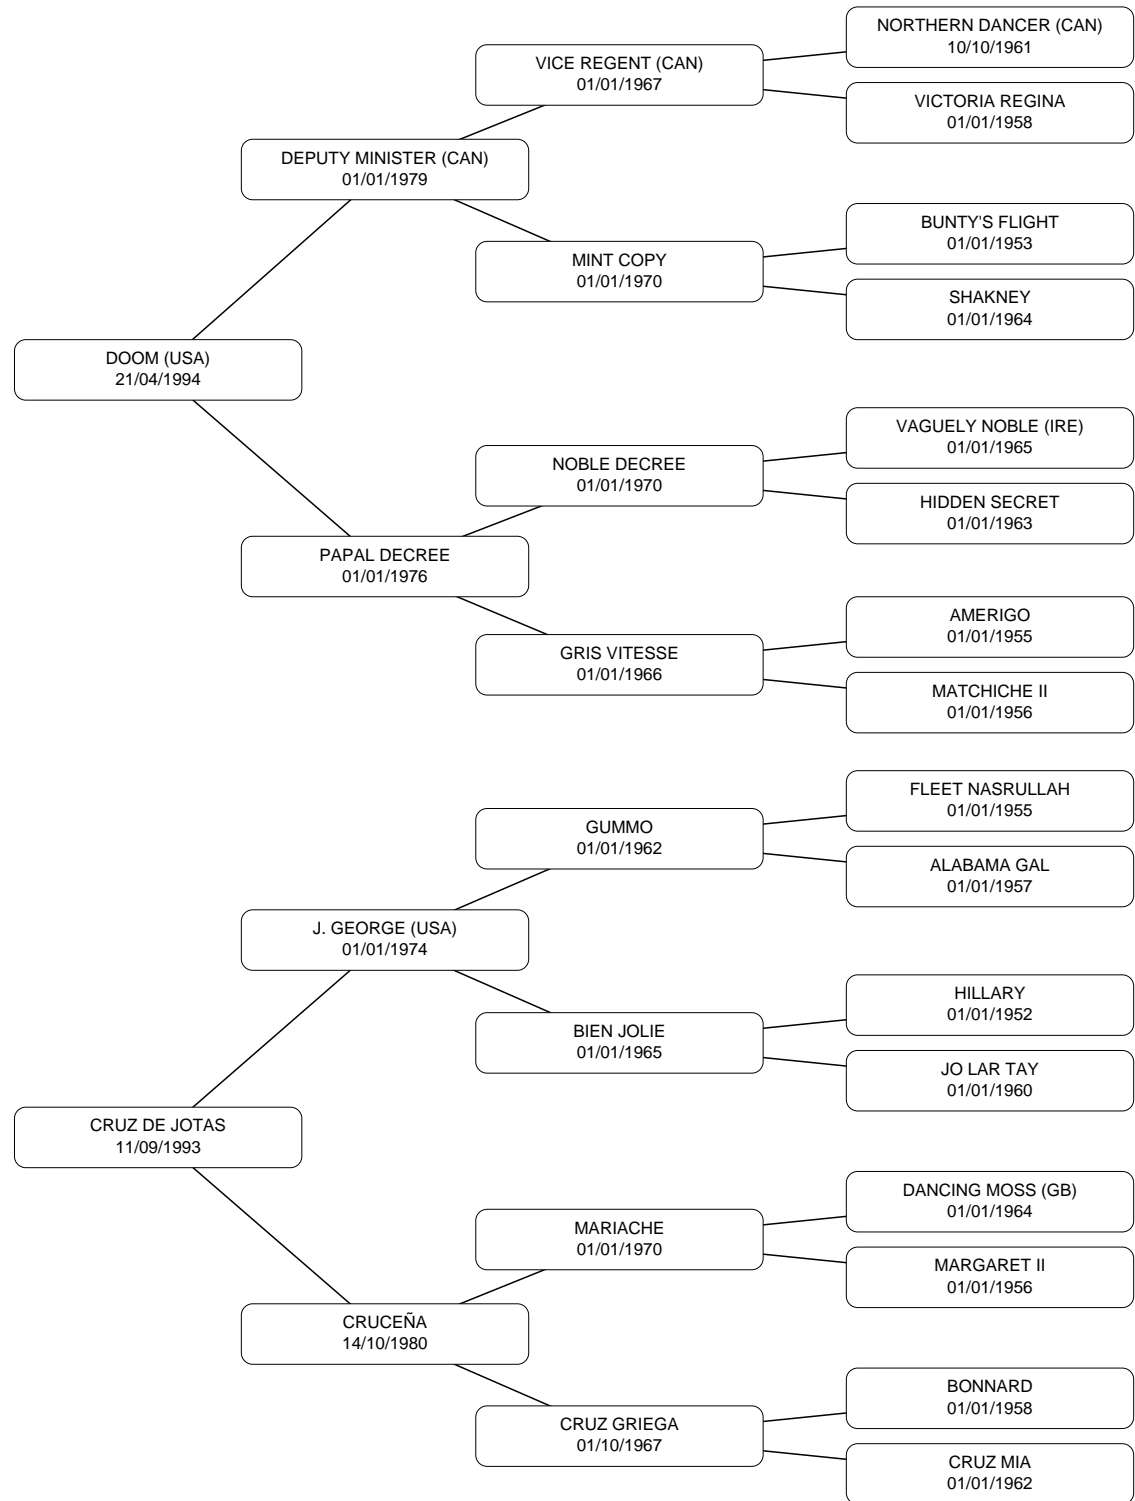 NORTHERN DANCER (CAN)
10/10/1961
VICE REGENT (CAN)
01/01/1967
VICTORIA REGINA
01/01/1958
DEPUTY MINISTER (CAN)
01/01/1979
BUNTY'S FLIGHT
01/01/1953
MINT COPY
01/01/1970
SHAKNEY
01/01/1964
DOOM (USA)
21/04/1994
VAGUELY NOBLE (IRE)
01/01/1965
NOBLE DECREE
01/01/1970
HIDDEN SECRET
01/01/1963
PAPAL DECREE
01/01/1976
AMERIGO
01/01/1955
GRIS VITESSE
01/01/1966
MATCHICHE II
01/01/1956
FLEET NASRULLAH
01/01/1955
GUMMO
01/01/1962
ALABAMA GAL
01/01/1957
J. GEORGE (USA)
01/01/1974
HILLARY
01/01/1952
BIEN JOLIE
01/01/1965
JO LAR TAY
01/01/1960
CRUZ DE JOTAS
11/09/1993
DANCING MOSS (GB)
01/01/1964
MARIACHE
01/01/1970
MARGARET II
01/01/1956
CRUCEÑA
14/10/1980
BONNARD
01/01/1958
CRUZ GRIEGA
01/10/1967
CRUZ MIA
01/01/1962